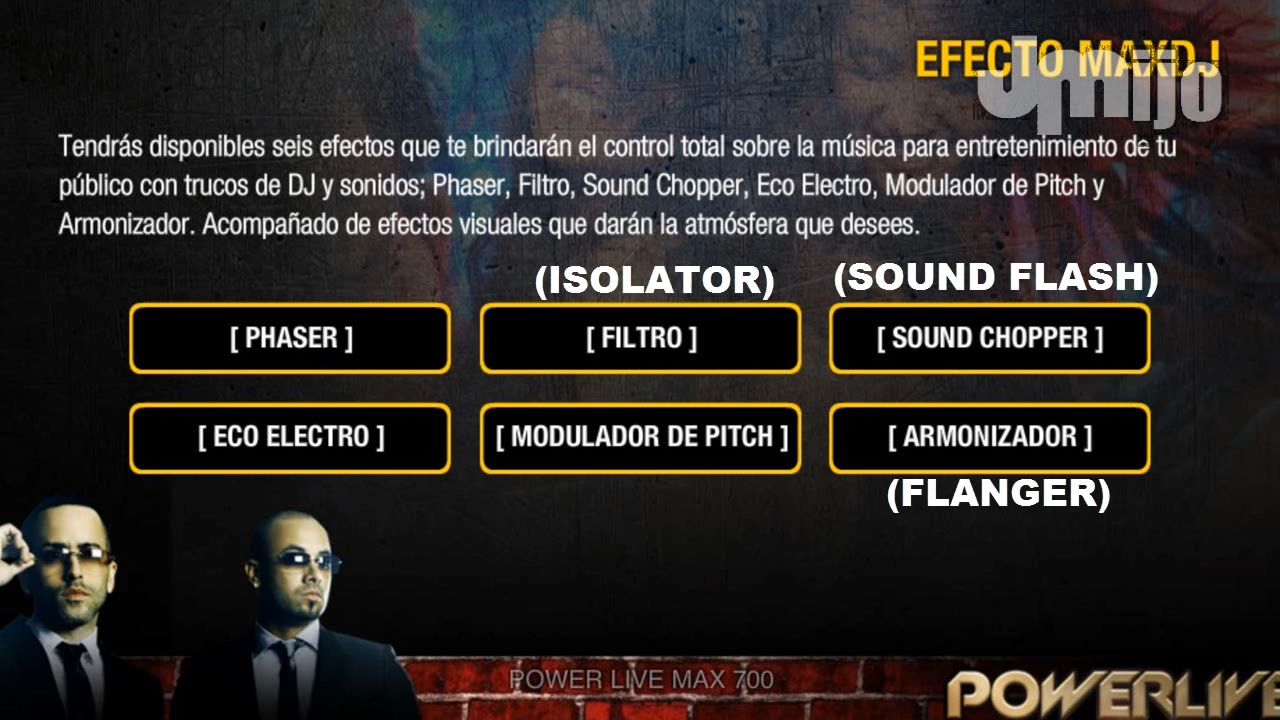 EFECTO MAXDJ
Jmijo
Tendrás disponibles seis efectos que te brindarán el control total sobre la música para entretenimiento de tu
público con trucos de DJ y sonidos; Phaser, Filtro, Sound Chopper, Eco Electro, Modulador de Pitch y
Armonizador. Acompañado de efectos visuales que darán la atmósfera que desees.
(ISOLATOR) (SOUND FLASH)
[ PHASER ] [ FILTRO ] [ SOUND CHOPPER ]
[ ECO ELECTRO ] [ MODULADOR DE PITCH ] [ ARMONIZADOR ]
(FLANGER)
POWER LIVE MAX 700
POWERLIVE